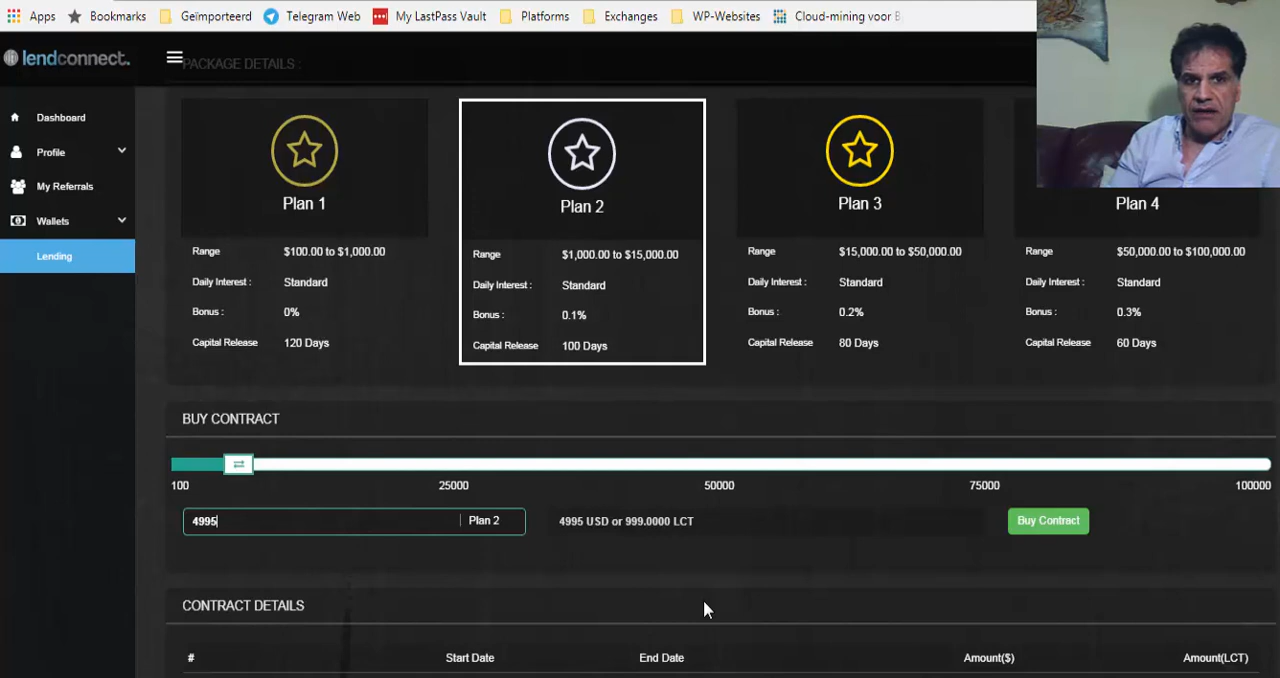 Apps Bookmarks Geïmporteerd Telegram Web My LastPass Vault Platforms Exchanges WP-Websites Cloud-mining voor B
lendconnect.
PACKAGE DETAILS :
Dashboard
Profile
My Referrals
Wallets
Lending
Plan 1
Range $100.00 to $1,000.00
Daily Interest : Standard
Bonus : 0%
Capital Release 120 Days
Plan 2
Range $1,000.00 to $15,000.00
Daily Interest : Standard
Bonus : 0.1%
Capital Release 100 Days
Plan 3
Range $15,000.00 to $50,000.00
Daily Interest : Standard
Bonus : 0.2%
Capital Release 80 Days
Plan 4
Range $50,000.00 to $100,000.00
Daily Interest : Standard
Bonus : 0.3%
Capital Release 60 Days
BUY CONTRACT
100 25000 50000 75000 100000
4995 Plan 2 4995 USD or 999.0000 LCT Buy Contract
CONTRACT DETAILS
# Start Date End Date Amount($) Amount(LCT)